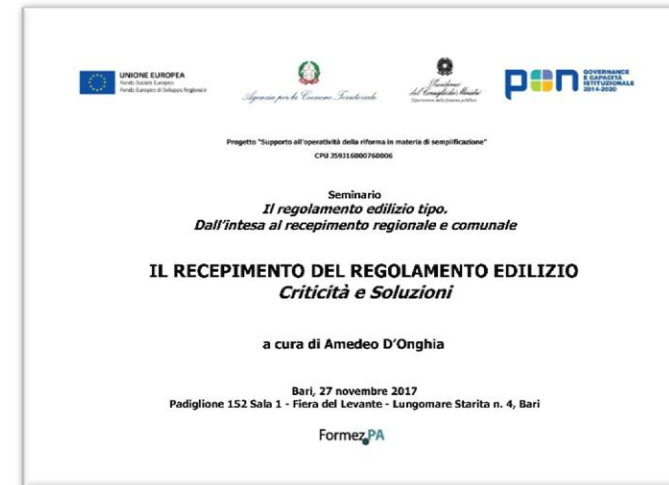 UNIONE EUROPEA
Fondo Sociale Europeo
Fondo Europeo di Sviluppo Regionale
Agenzia per la Coesione Territoriale
Presidenza
del Consiglio dei Ministri
Dipartimento della funzione pubblica
pon
GOVERNANCE
E CAPACITÀ
ISTITUZIONALE
2014-2020
Progetto "Supporto all'operatività della riforma in materia di semplificazione"
CPU J59J16000760006
Seminario
Il regolamento edilizio tipo.
Dall'intesa al recepimento regionale e comunale
IL RECEPIMENTO DEL REGOLAMENTO EDILIZIO
Criticità e Soluzioni
a cura di Amedeo D'Onghia
Bari, 27 novembre 2017
Padiglione 152 Sala 1 - Fiera del Levante - Lungomare Starita n. 4, Bari
Formez PA